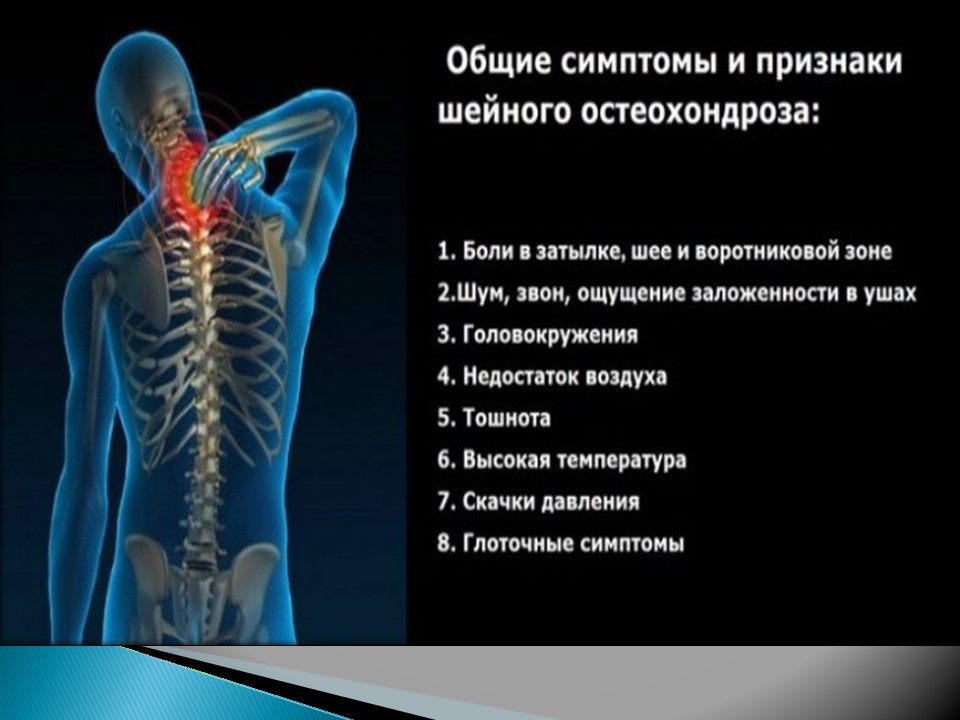 Общие симптомы и признаки
шейного остеохондроза:
1. Боли в затылке, шее и воротниковой зоне
2.Шум, звон, ощущение заложенности в ушах
3. Головокружения
4. Недостаток воздуха
5. Тошнота
6. Высокая температура
7. Скачки давления
8. Глоточные симптомы